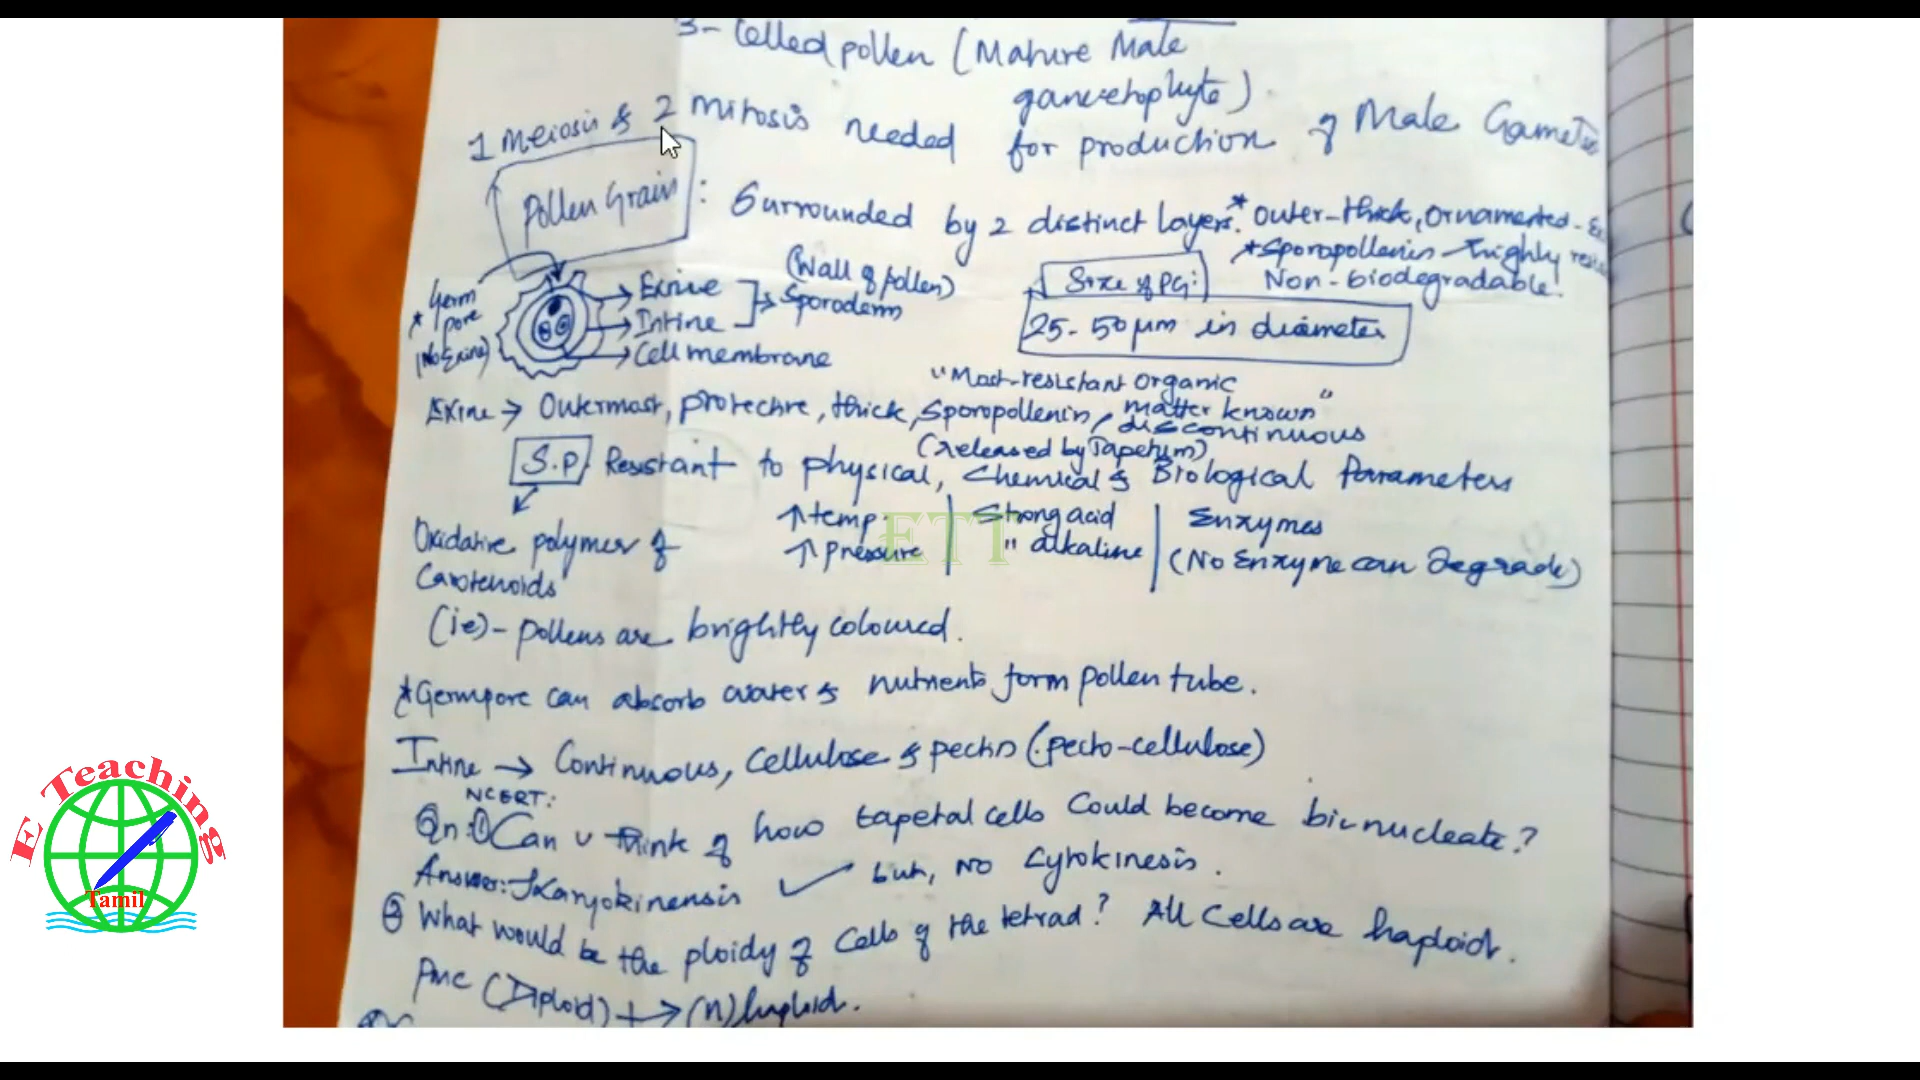 3-Celled pollen (Mature Male
gametophyte)
1 Meiosis & 2 Mitosis needed for production of Male Gametes
Pollen Grain : Surrounded by 2 distinct layers. * Outer-thick, Ornamented-
* Sporopollenin - highly
Non-biodegradable!
* Germ
pore
(No Exine)
Exine
Intine
Cell membrane
(Wall of pollen)
Sporoderm
Size of PG:
25-50 µm in diameter
"Most-resistant organic
matter known"
Exine → Outermost, protective, thick, Sporopollenin, discontinuous
(released by Tapetum)
S.P Resistant to physical, Chemical & Biological Parameters
↑ temp.
↑ pressure
Strong acid
" alkaline
Enzymes
(No Enzyme can Degrade)
Oxidative polymer of
Carotenoids
(ie) - pollens are brightly coloured.
* Germpore can absorb water & nutrients form pollen tube.
Intine → Continuous, Cellulose & pectin (pecto-cellulose)
NCERT:
Qn: ① Can u think of how tapetal cells Could become bi-nucleate?
Answer: Karyokinensis ✓ but, No Cytokinesis.
② What would be the ploidy of Cells of the tetrad? All Cells are haploid.
PMC (Diploid) → (n) haploid.
ETT
E Teaching
Tamil